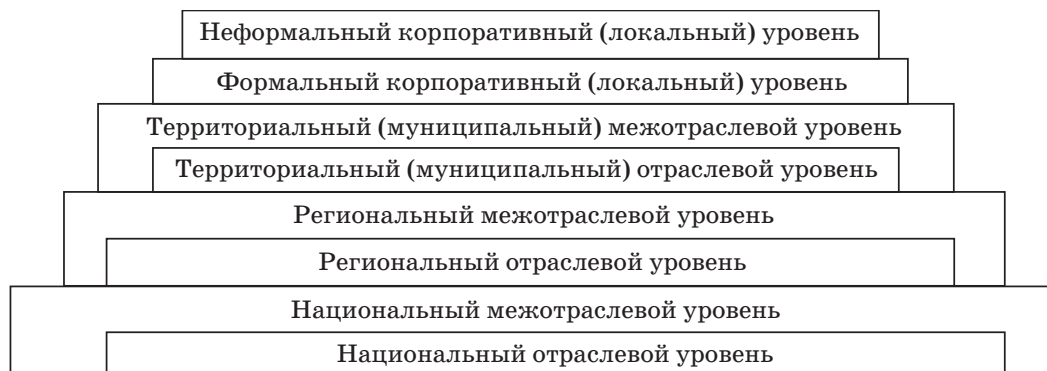 Неформальный корпоративный (локальный) уровень
Формальный корпоративный (локальный) уровень
Территориальный (муниципальный) межотраслевой уровень
Территориальный (муниципальный) отраслевой уровень
Региональный межотраслевой уровень
Региональный отраслевой уровень
Национальный межотраслевой уровень
Национальный отраслевой уровень